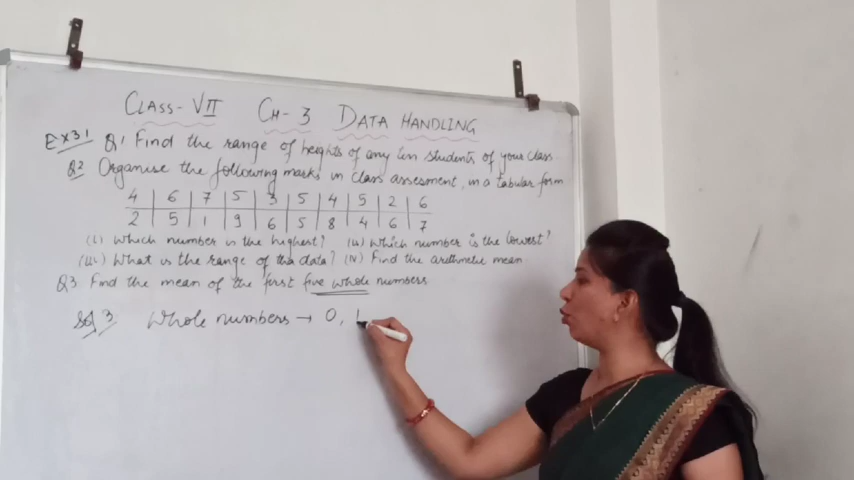 CLASS-VII CH-3 DATA HANDLING
Ex 3.1 Q1 Find the range of heights of any ten students of your class.
Q2 Organise the following marks in class assesment, in a tabular form
4 6 7 5 3 5 4 5 2 6
2 5 1 9 6 5 8 4 6 7
(i) Which number is the highest? (ii) Which number is the lowest?
(iii) What is the range of tha data? (iv) Find the arithmetic mean
Q3 Find the mean of the first five whole numbers
Sol 3 Whole numbers → 0, 1